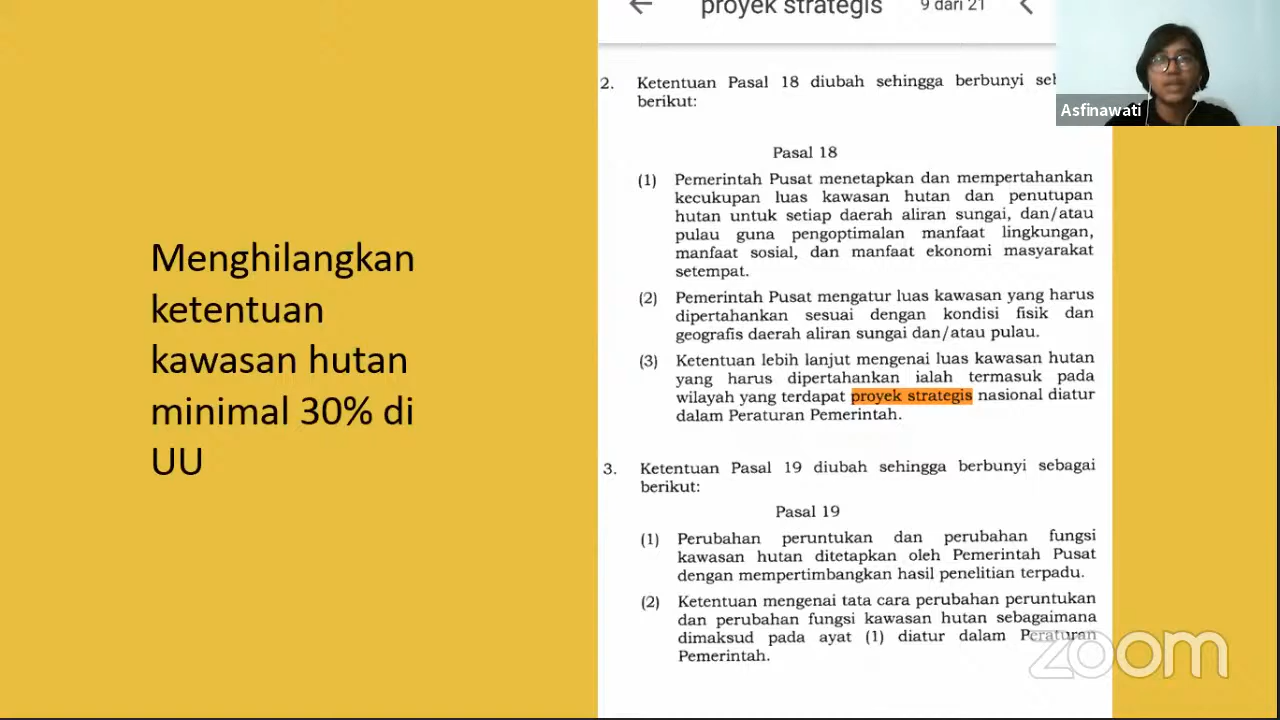 Menghilangkan
ketentuan
kawasan hutan
minimal 30% di
UU
proyek strategis 9 dari 21
Asfinawati
2. Ketentuan Pasal 18 diubah sehingga berbunyi
berikut:
Pasal 18
(1) Pemerintah Pusat menetapkan dan mempertahankan
kecukupan luas kawasan hutan dan penutupan
hutan untuk setiap daerah aliran sungai, dan/atau
pulau guna pengoptimalan manfaat lingkungan,
manfaat sosial, dan manfaat ekonomi masyarakat
setempat.
(2) Pemerintah Pusat mengatur luas kawasan yang harus
dipertahankan sesuai dengan kondisi fisik dan
geografis daerah aliran sungai dan/atau pulau.
(3) Ketentuan lebih lanjut mengenai luas kawasan hutan
yang harus dipertahankan ialah termasuk pada
wilayah yang terdapat proyek strategis nasional diatur
dalam Peraturan Pemerintah.
3. Ketentuan Pasal 19 diubah sehingga berbunyi sebagai
berikut:
Pasal 19
(1) Perubahan peruntukan dan perubahan fungsi
kawasan hutan ditetapkan oleh Pemerintah Pusat
dengan mempertimbangkan hasil penelitian terpadu.
(2) Ketentuan mengenai tata cara perubahan peruntukan
dan perubahan fungsi kawasan hutan sebagaimana
dimaksud pada ayat (1) diatur dalam Peraturan
Pemerintah.
zoom